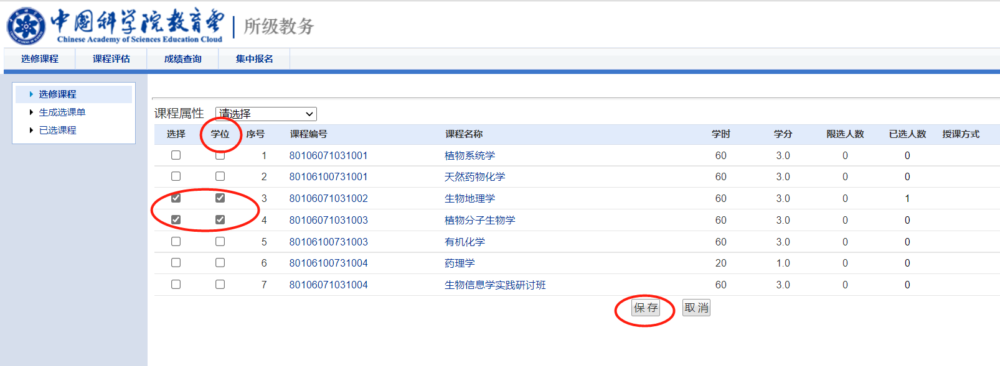 中国科学院教育云 所级教务
Chinese Academy of Sciences Education Cloud
选修课程 课程评估 成绩查询 集中报名
选修课程
生成选课单
已选课程
课程属性 请选择
选择 学位 序号 课程编号 课程名称 学时 学分 限选人数 已选人数 授课方式
1 80106071031001 植物系统学 60 3.0 0 0
2 80106100731001 天然药物化学 60 3.0 0 0
3 80106071031002 生物地理学 60 3.0 0 1
4 80106071031003 植物分子生物学 60 3.0 0 0
5 80106100731003 有机化学 60 3.0 0 0
6 80106100731004 药理学 20 1.0 0 0
7 80106071031004 生物信息学实践研讨班 60 3.0 0 0
保 存 取 消